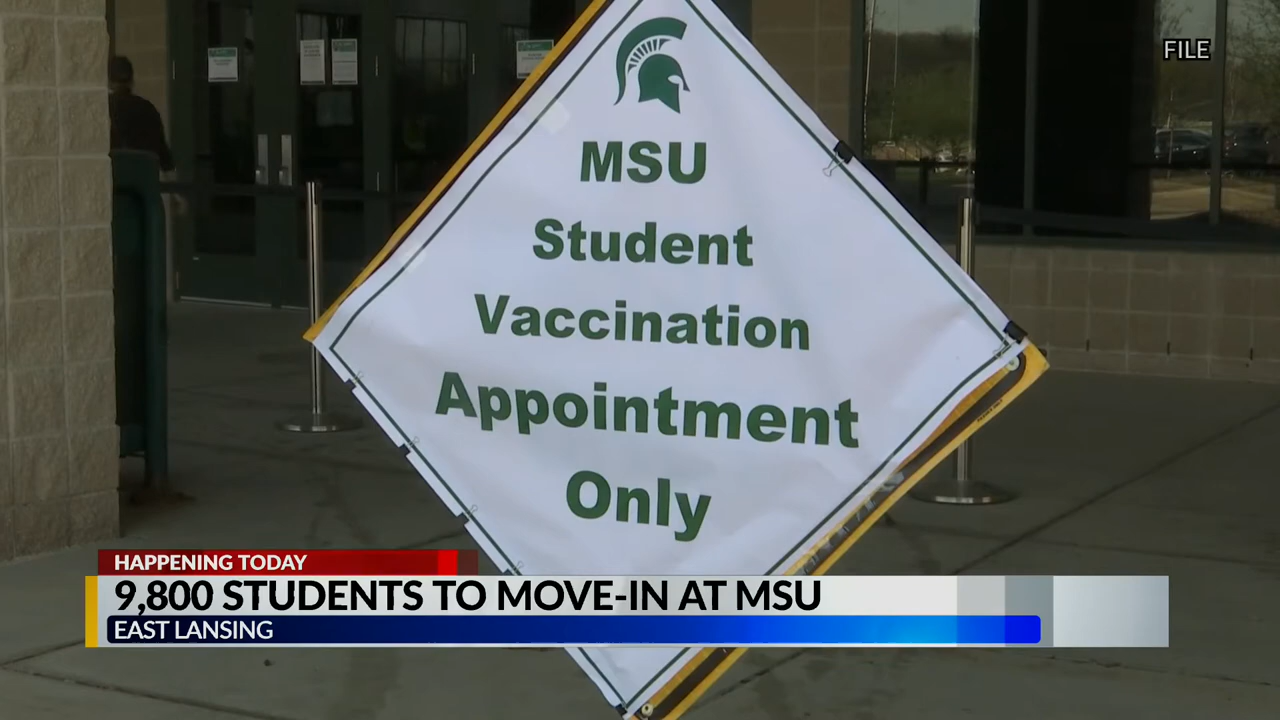 FILE
MSU
Student
Vaccination
Appointment
Only
HAPPENING TODAY
9,800 STUDENTS TO MOVE-IN AT MSU
EAST LANSING